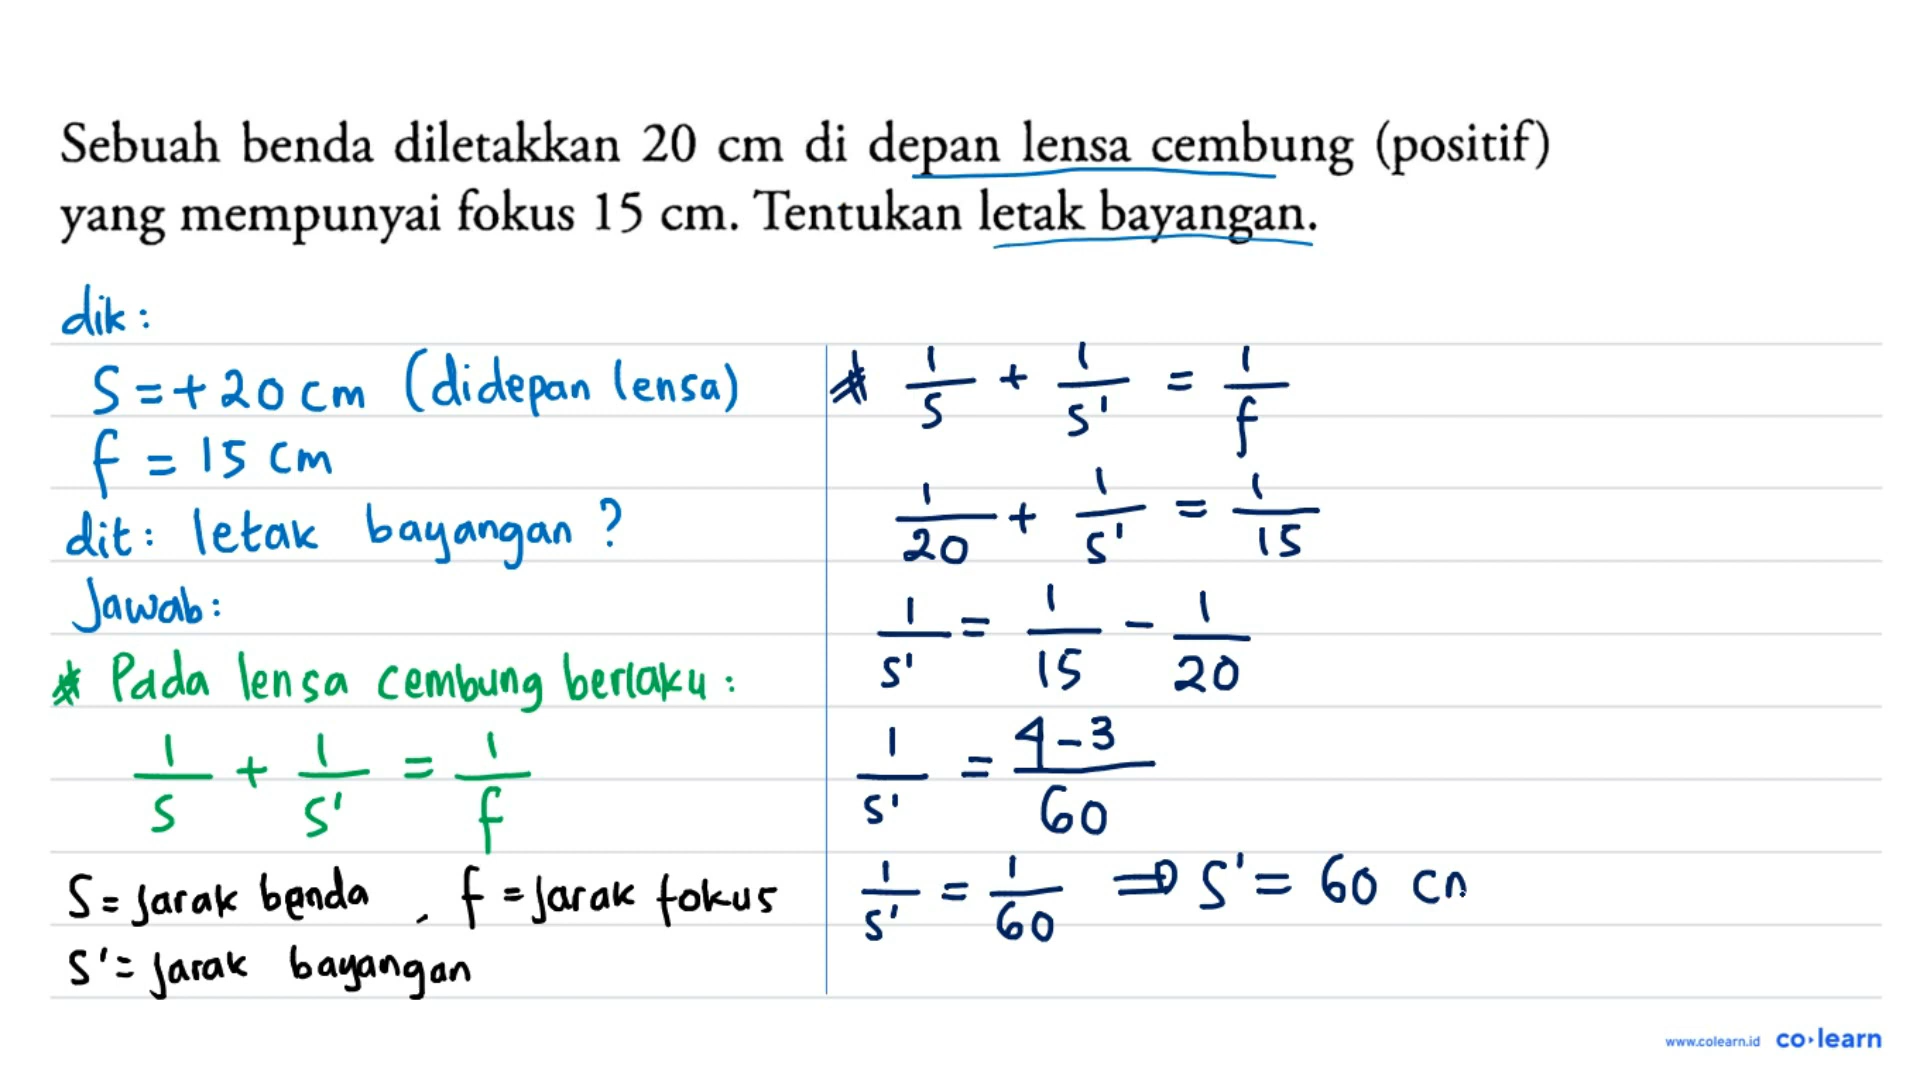 Sebuah benda diletakkan 20 cm di depan lensa cembung (positif)
yang mempunyai fokus 15 cm. Tentukan letak bayangan.
dik:
S = +20 cm (didepan lensa)
f = 15 cm
dit: letak bayangan?
Jawab:
* Pada lensa cembung berlaku:
1/s + 1/s' = 1/f
S = jarak benda, f = jarak fokus
S' = jarak bayangan
* 1/s + 1/s' = 1/f
1/20 + 1/s' = 1/15
1/s' = 1/15 - 1/20
1/s' = 4-3/60
1/s' = 1/60 ⇒ S' = 60 cm
www.colearn.id co learn